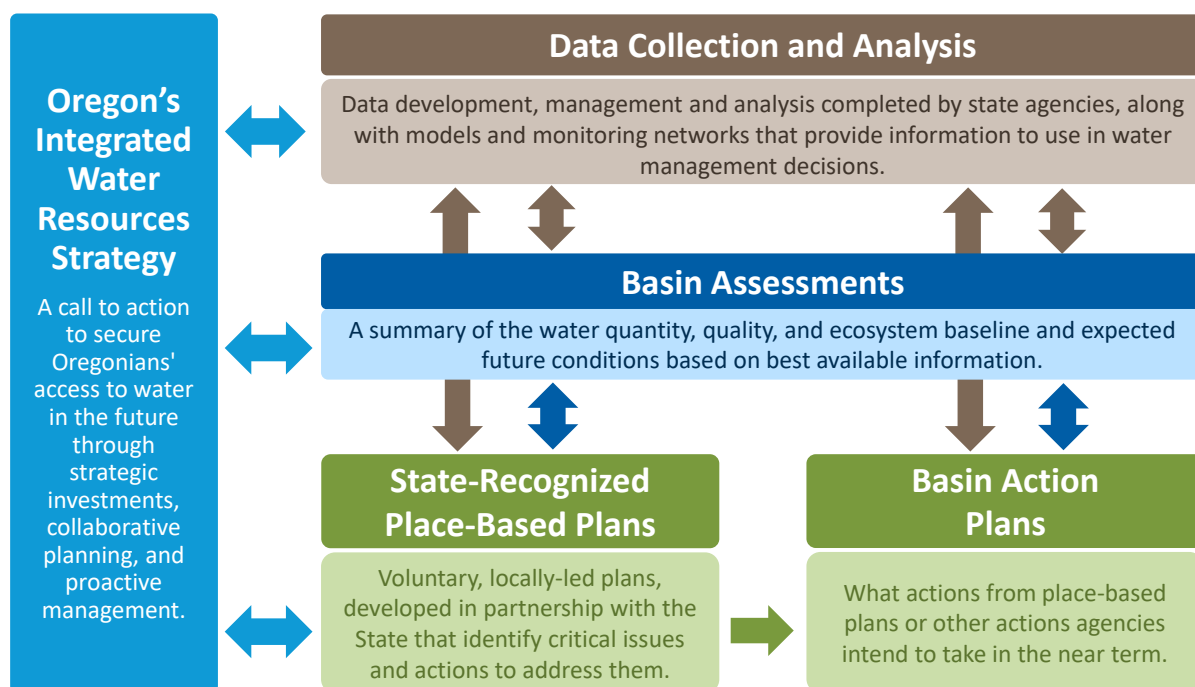 Oregon's
Integrated
Water
Resources
Strategy
A call to action
to secure
Oregonians'
access to water
in the future
through
strategic
investments,
collaborative
planning, and
proactive
management.
Data Collection and Analysis
Data development, management and analysis completed by state agencies, along
with models and monitoring networks that provide information to use in water
management decisions.
Basin Assessments
A summary of the water quantity, quality, and ecosystem baseline and expected
future conditions based on best available information.
State-Recognized
Place-Based Plans
Voluntary, locally-led plans,
developed in partnership with the
State that identify critical issues
and actions to address them.
Basin Action
Plans
What actions from place-based
plans or other actions agencies
intend to take in the near term.